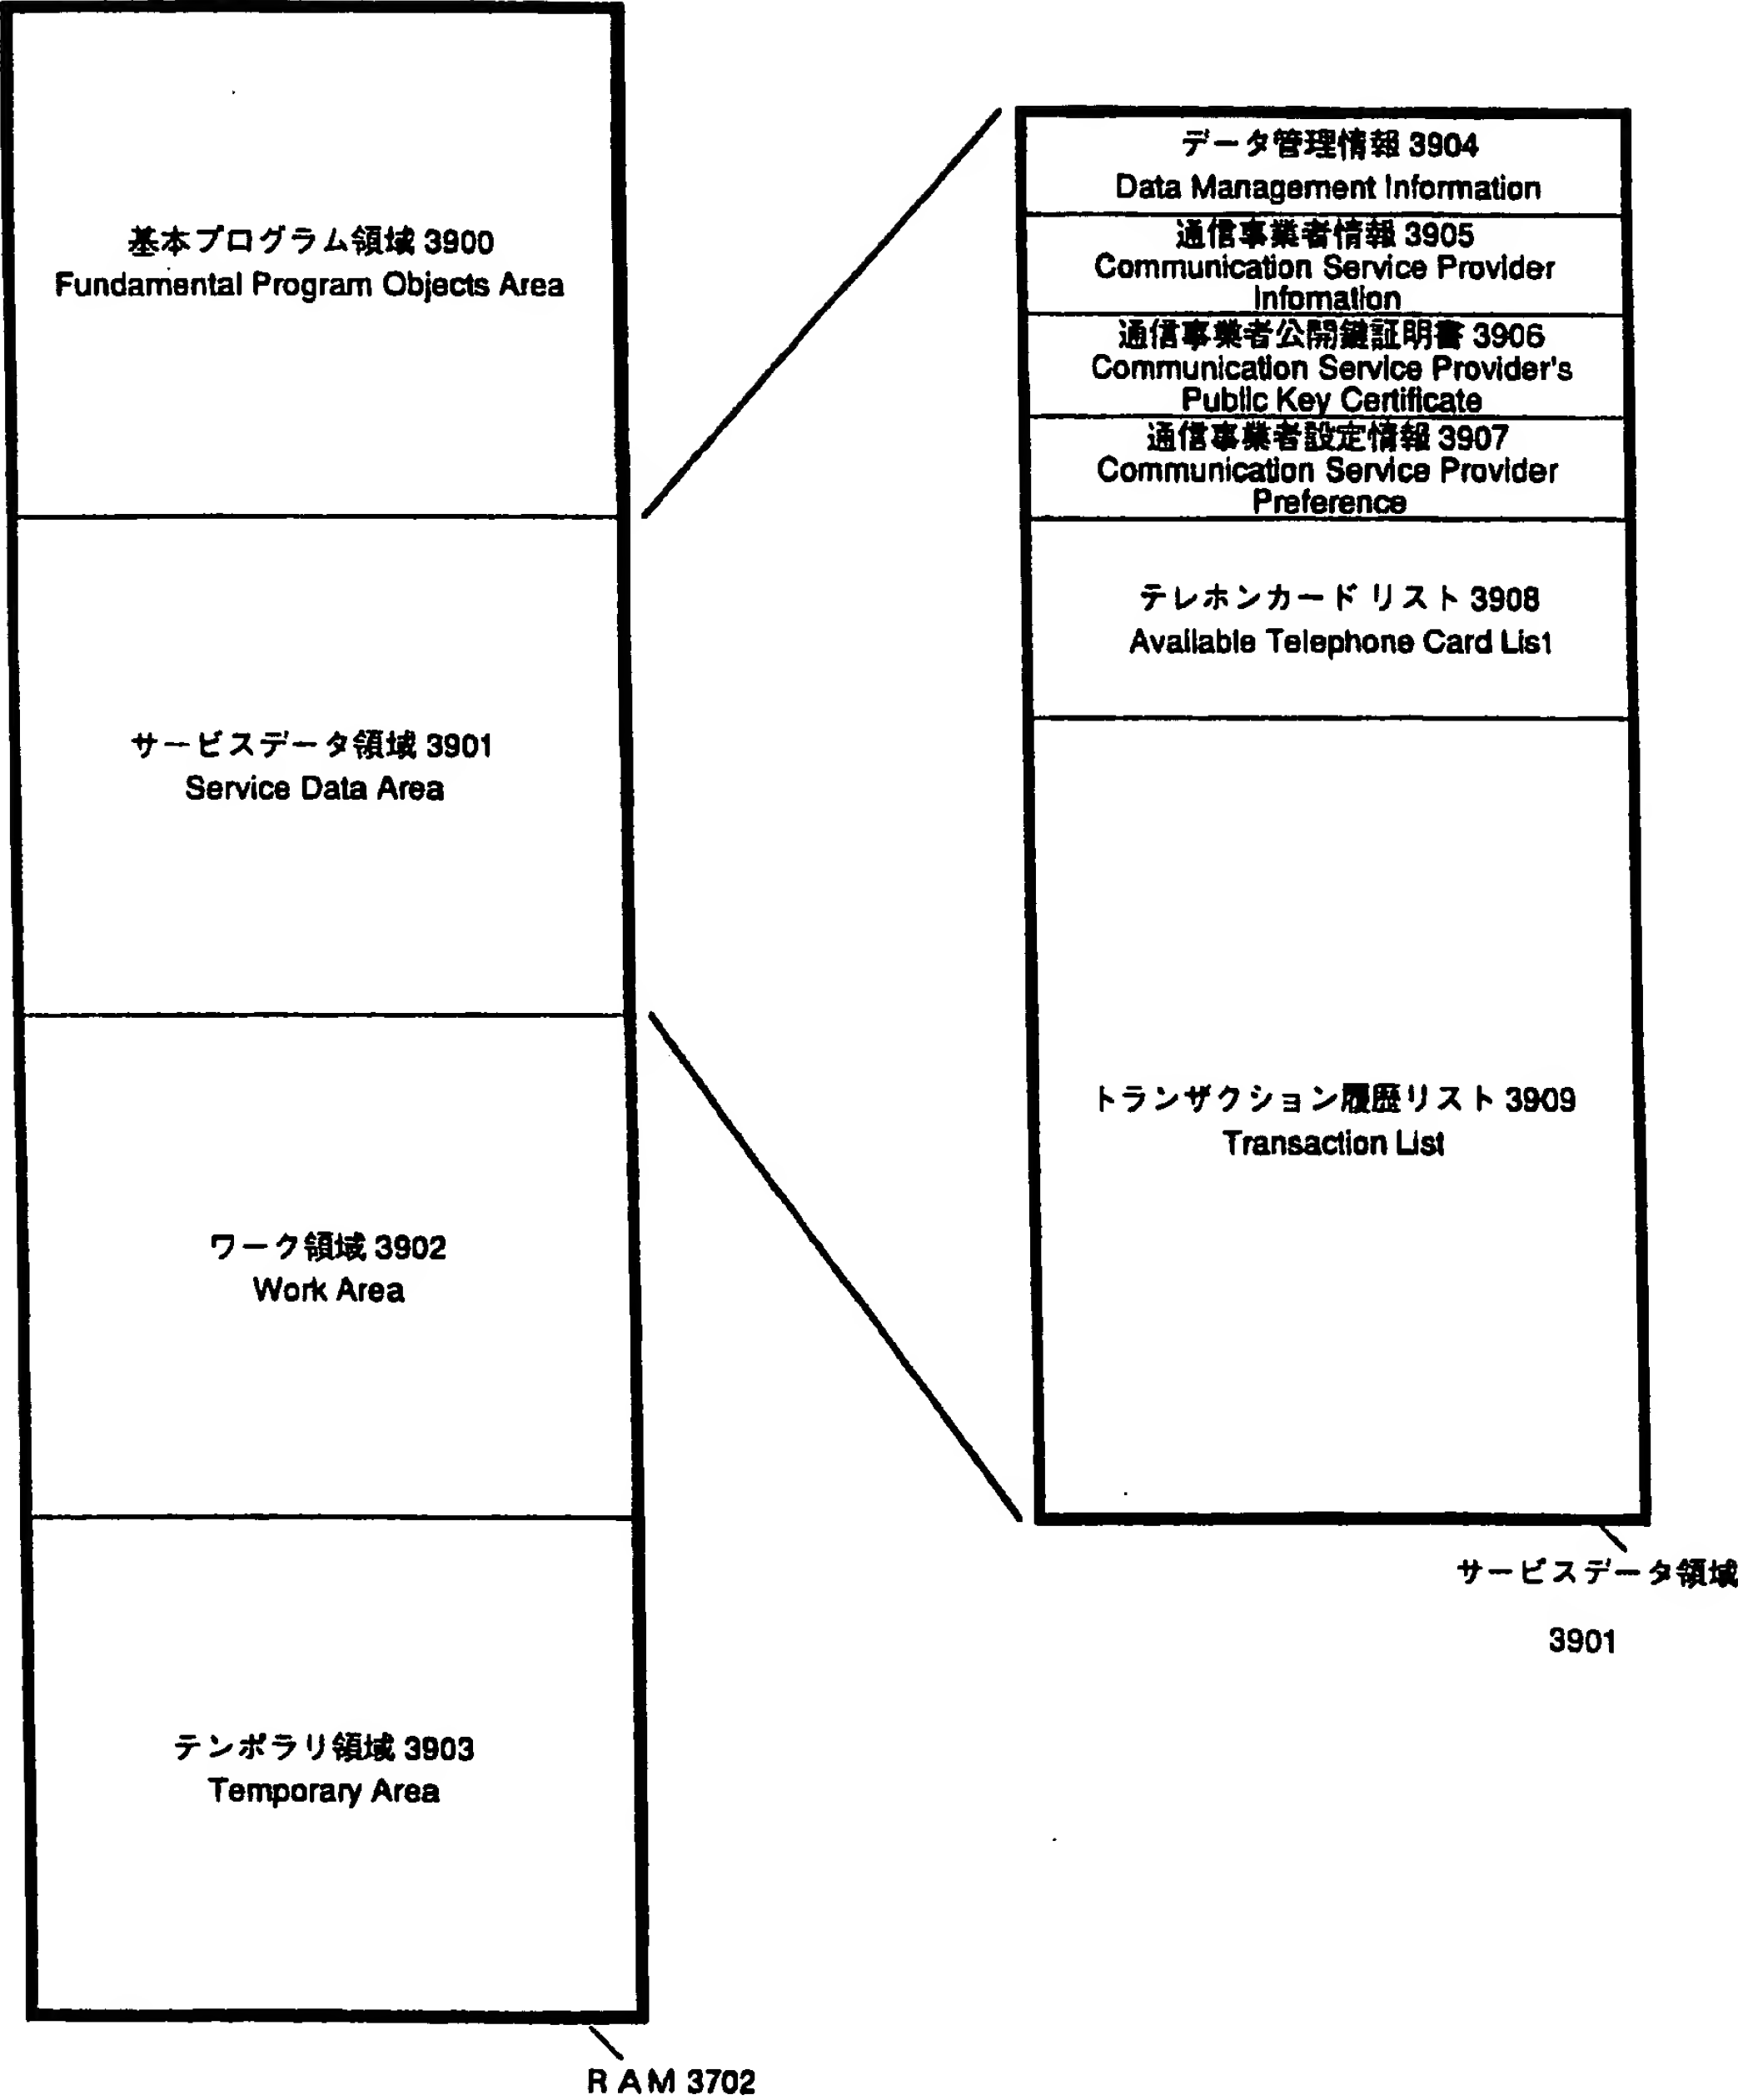 基本プログラム領域 3900
Fundamental Program Objects Area
サービスデータ領域 3901
Service Data Area
ワーク領域 3902
Work Area
テンポラリ領域 3903
Temporary Area
RAM 3702
データ管理情報 3904
Data Management Information
通信事業者情報 3905
Communication Service Provider
Infomation
通信事業者公開鍵証明書 3906
Communication Service Provider's
Public Key Certificate
通信事業者設定情報 3907
Communication Service Provider
Preference
テレホンカード リスト 3908
Available Telephone Card List
トランザクション履歴リスト 3909
Transaction List
サービスデータ領域
3901